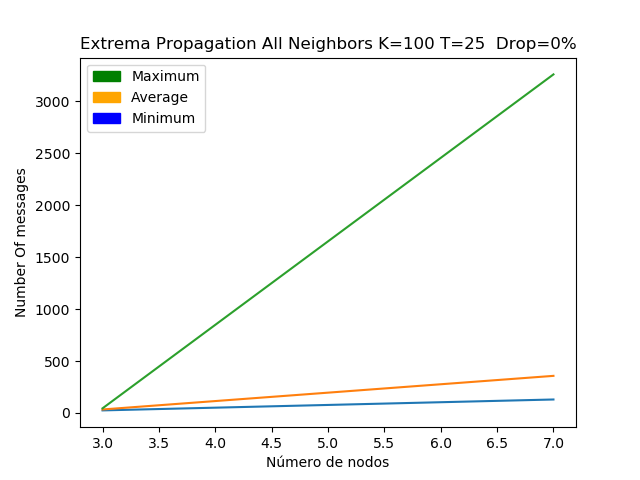 Extrema Propagation All Neighbors K=100 T=25  Drop=0%
Maximum
Average
Minimum
Number Of messages
3000
2500
2000
1500
1000
500
0
3.0 3.5 4.0 4.5 5.0 5.5 6.0 6.5 7.0
Número de nodos